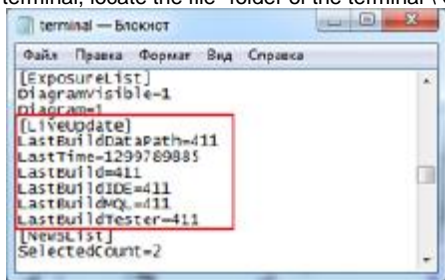 terminal, locate the file "folder of the terminal \
terminal — Блокнот
Файл Правка Формат Вид Справка
[ExposureList]
DiagramVisible=1
Diagram=1
[LiveUpdate]
LastBuildDataPath=411
LastTime=1299789885
LastBuild=411
LastBuildIDE=411
LastBuildMQL=411
LastBuildTester=411
[NewsList]
SelectedCount=2